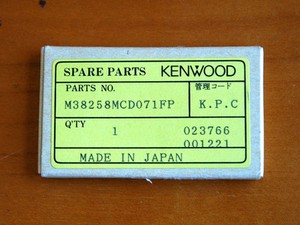 SPARE PARTS KENWOOD
PARTS NO. 管理コード
M38258MCD071FP K.P.C
Q'TY 1 023766
001221
MADE IN JAPAN